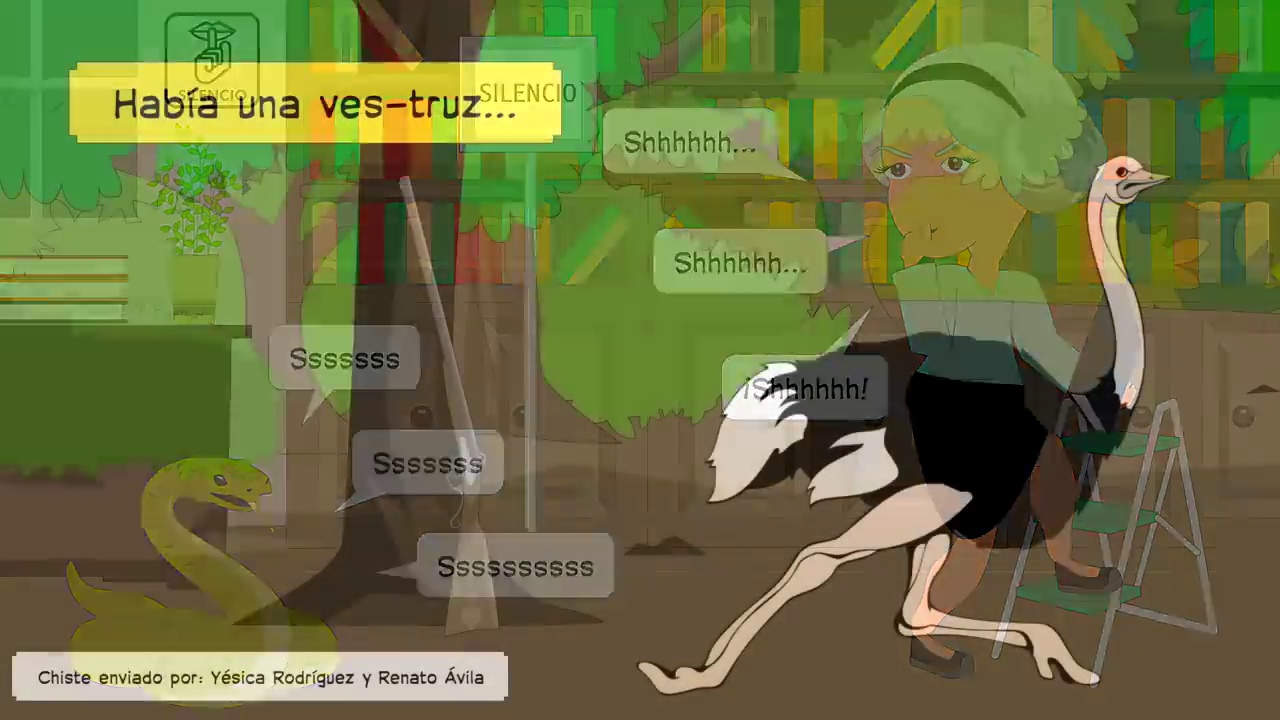 SILENCIO
SILENCIO
Había una ves-truz...
Shhhhhh...
Shhhhhh...
Sssssss
¡Shhhhhh!
Sssssss
Ssssssssss
Chiste enviado por: Yésica Rodríguez y Renato Ávila